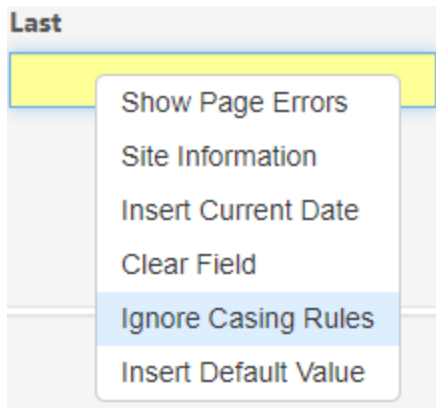 Last
Show Page Errors
Site Information
Insert Current Date
Clear Field
Ignore Casing Rules
Insert Default Value